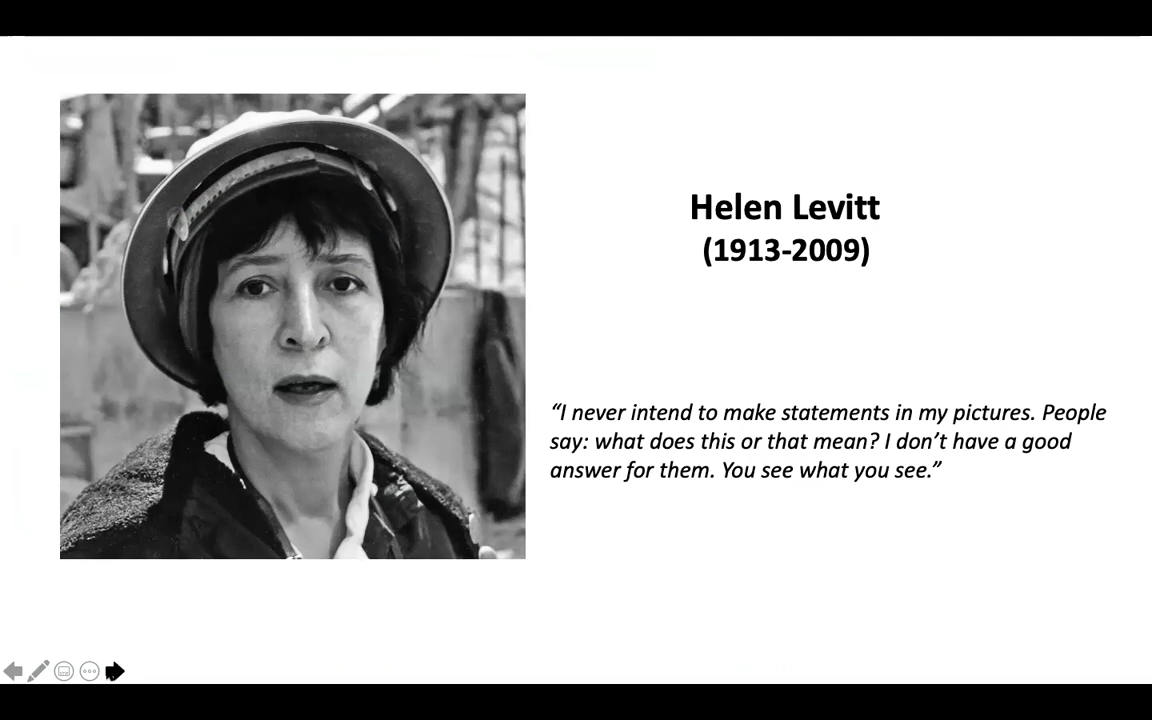 Helen Levitt
(1913-2009)
“I never intend to make statements in my pictures. People
say: what does this or that mean? I don’t have a good
answer for them. You see what you see.”